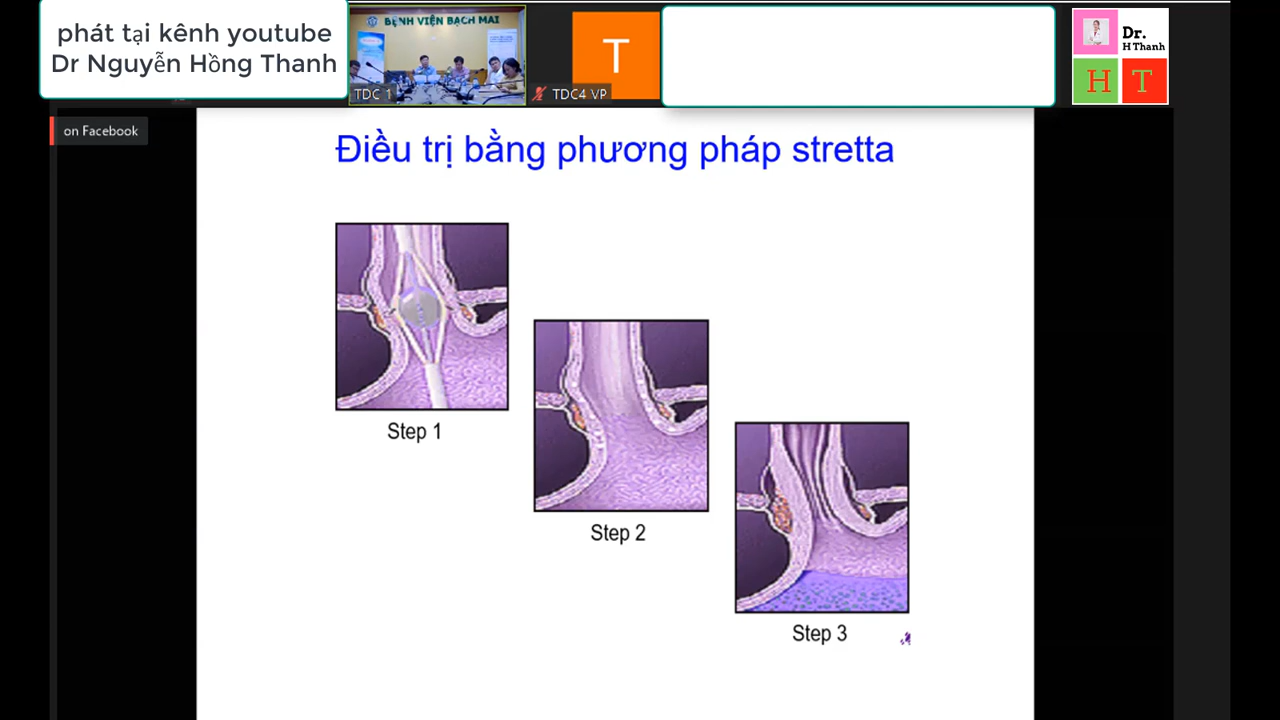 phát tại kênh youtube
Dr Nguyễn Hồng Thanh
BỆNH VIỆN BẠCH MAI
TDC 1
T
TDC4 VP
Dr.
H Thanh
H T
on Facebook
Điều trị bằng phương pháp stretta
Step 1
Step 2
Step 3